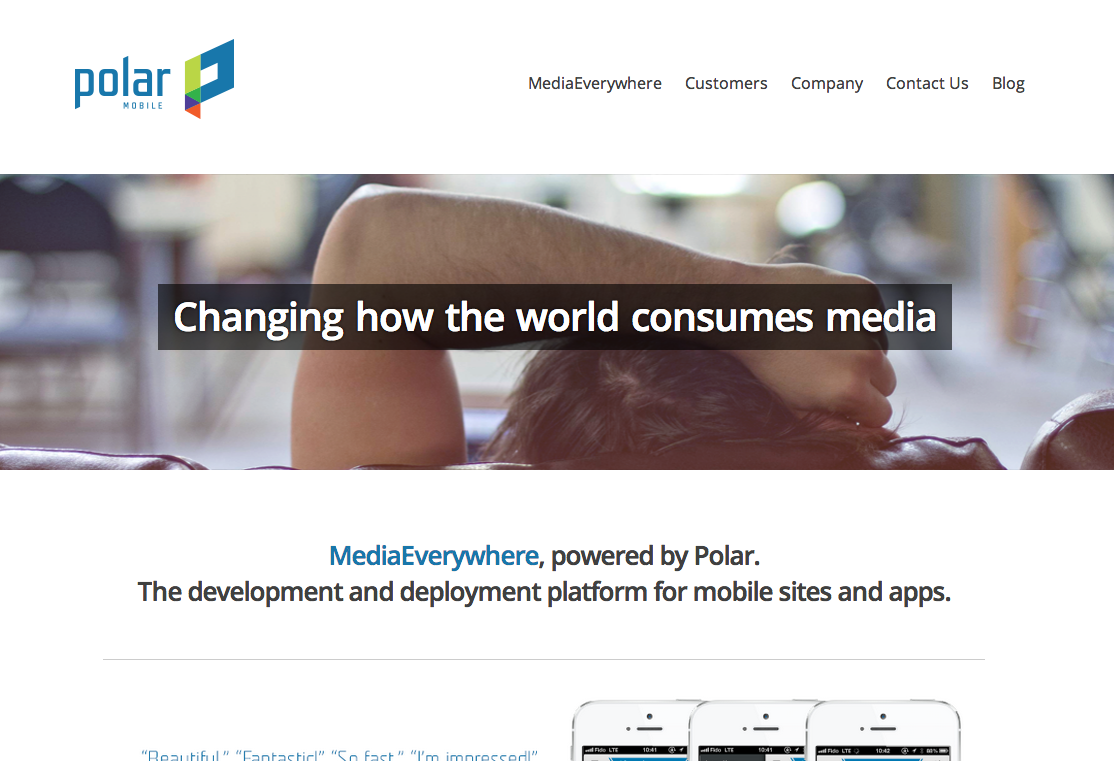 polar
MOBILE
MediaEverywhere Customers Company Contact Us Blog
Changing how the world consumes media
MediaEverywhere, powered by Polar.
The development and deployment platform for mobile sites and apps.
“Beautiful.” “Fantastic!” “So fast.” “I’m impressed!”
Fido LTE 10:41
Fido LTE 10:41
Fido LTE 10:42 88%